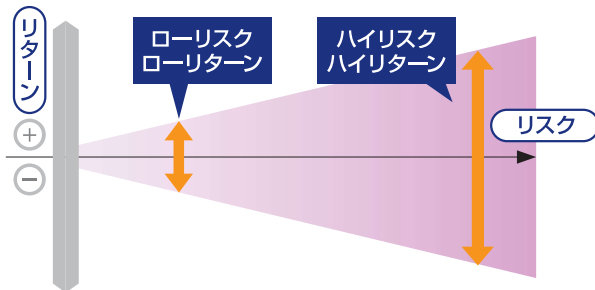 リターン
ローリスク
ローリターン
ハイリスク
ハイリターン
+
リスク
−